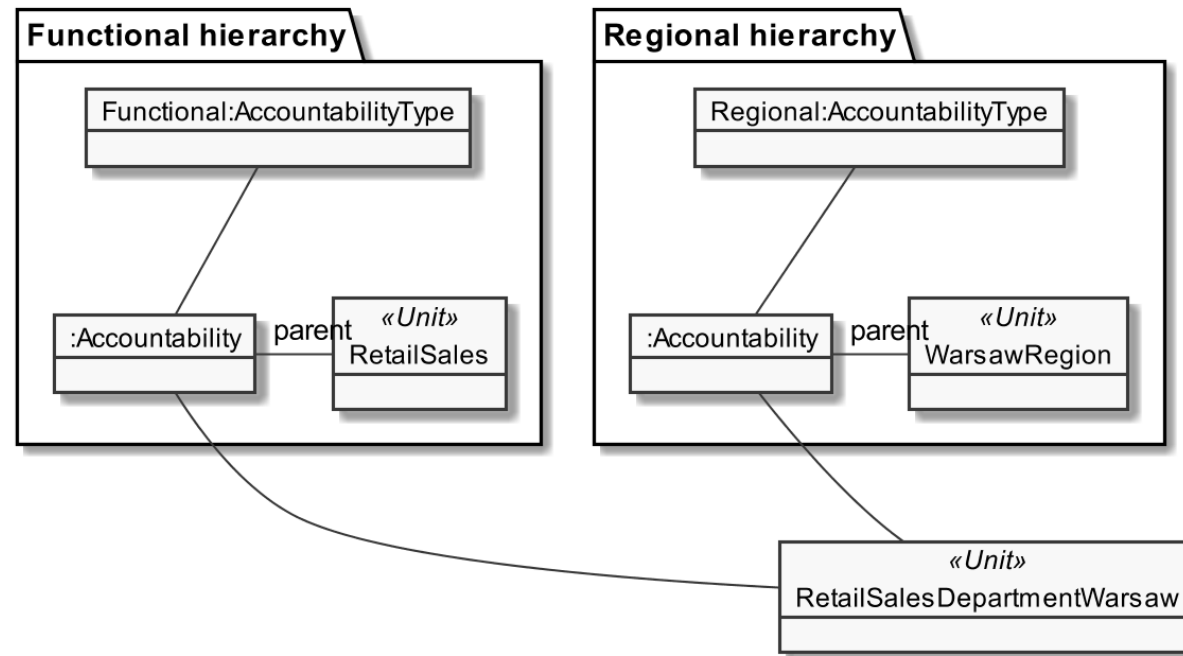 Functional hierarchy
Regional hierarchy
Functional:AccountabilityType
Regional:AccountabilityType
:Accountability
parent
«Unit»
RetailSales
:Accountability
parent
«Unit»
WarsawRegion
«Unit»
RetailSalesDepartmentWarsaw